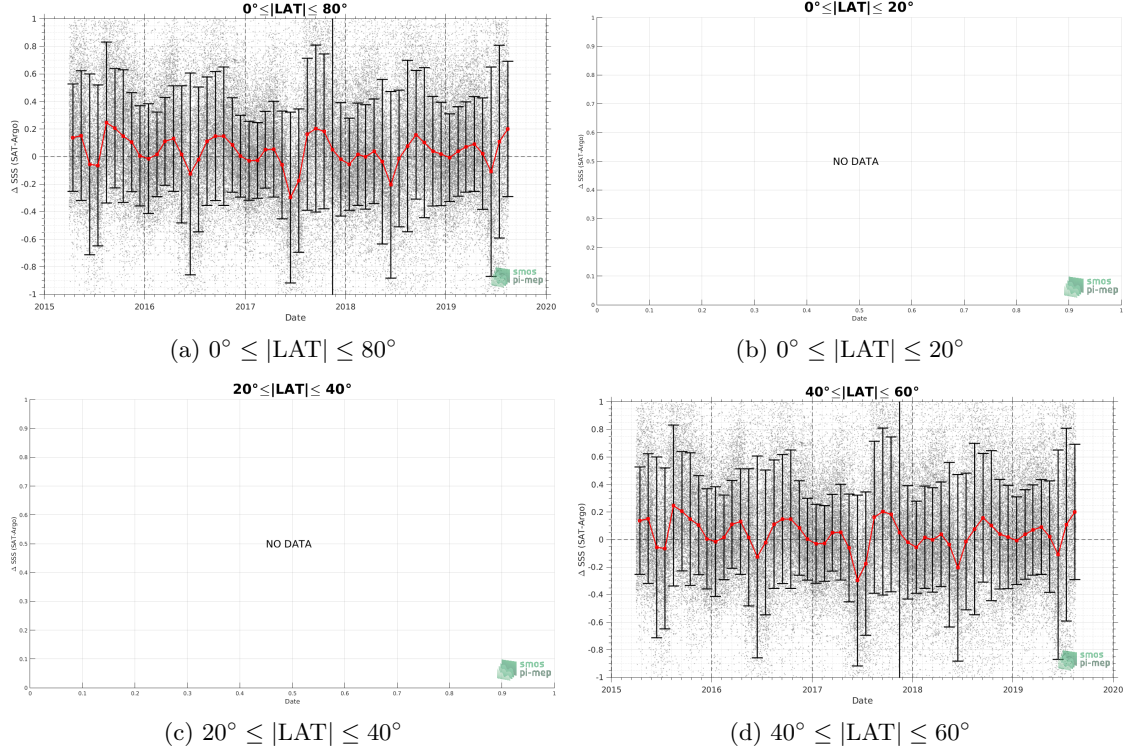 0°≤|LAT|≤ 80°
Δ SSS (SAT-Argo)
1
0.8
0.6
0.4
0.2
0
-0.2
-0.4
-0.6
-0.8
-1
2015 2016 2017 2018 2019 2020
Date
smos
pi-mep
(a) 0° ≤ |LAT| ≤ 80°
0°≤|LAT|≤ 20°
Δ SSS (SAT-Argo)
1
0.9
0.8
0.7
0.6
0.5
0.4
0.3
0.2
0.1
0
NO DATA
0 0.1 0.2 0.3 0.4 0.5 0.6 0.7 0.8 0.9 1
Date
smos
pi-mep
(b) 0° ≤ |LAT| ≤ 20°
20°≤|LAT|≤ 40°
Δ SSS (SAT-Argo)
1
0.9
0.8
0.7
0.6
0.5
0.4
0.3
0.2
0.1
0
NO DATA
0 0.1 0.2 0.3 0.4 0.5 0.6 0.7 0.8 0.9 1
Date
smos
pi-mep
(c) 20° ≤ |LAT| ≤ 40°
40°≤|LAT|≤ 60°
Δ SSS (SAT-Argo)
1
0.8
0.6
0.4
0.2
0
-0.2
-0.4
-0.6
-0.8
-1
2015 2016 2017 2018 2019 2020
Date
smos
pi-mep
(d) 40° ≤ |LAT| ≤ 60°